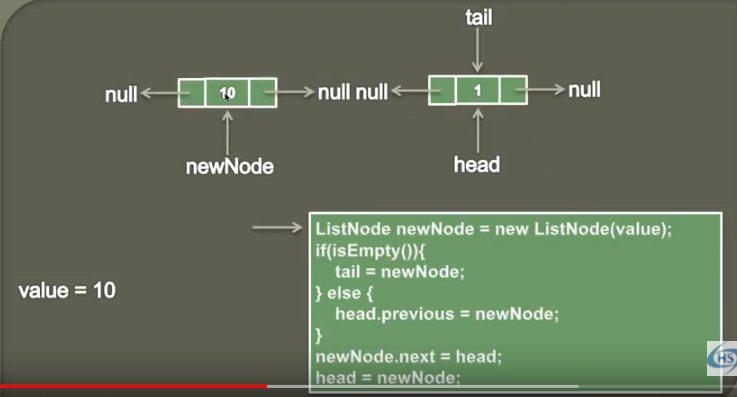 tail
null 10 null null 1 null
newNode head
ListNode newNode = new ListNode(value);
if(isEmpty()){
tail = newNode;
} else {
head.previous = newNode;
}
value = 10
newNode.next = head;
head = newNode;
HS